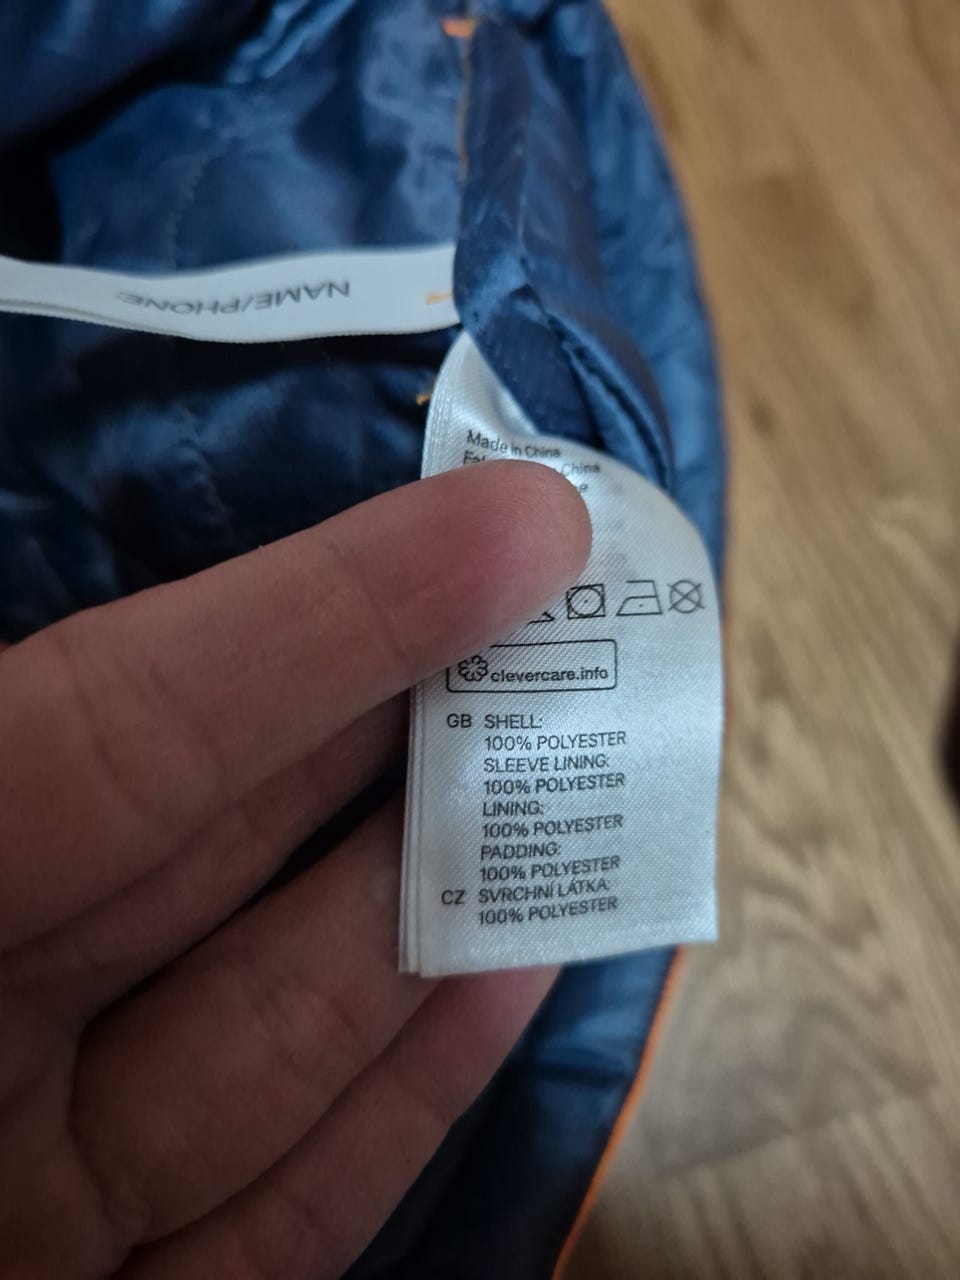 NAME/PHONE:
Made in China
China
clevercare.info
GB SHELL:
100% POLYESTER
SLEEVE LINING:
100% POLYESTER
LINING:
100% POLYESTER
PADDING:
100% POLYESTER
CZ SVRCHNÍ LÁTKA:
100% POLYESTER